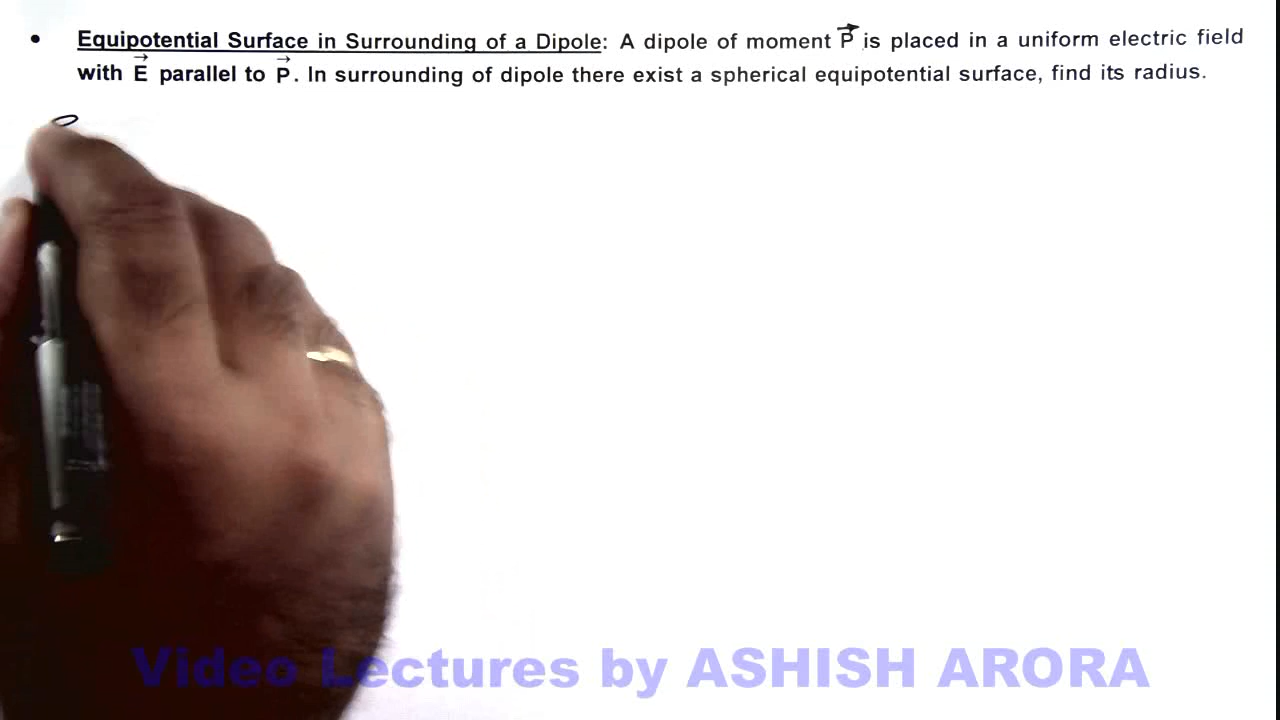 • Equipotential Surface in Surrounding of a Dipole: A dipole of moment P⃗ is placed in a uniform electric field
with E⃗ parallel to P⃗. In surrounding of dipole there exist a spherical equipotential surface, find its radius.
Video Lectures by ASHISH ARORA